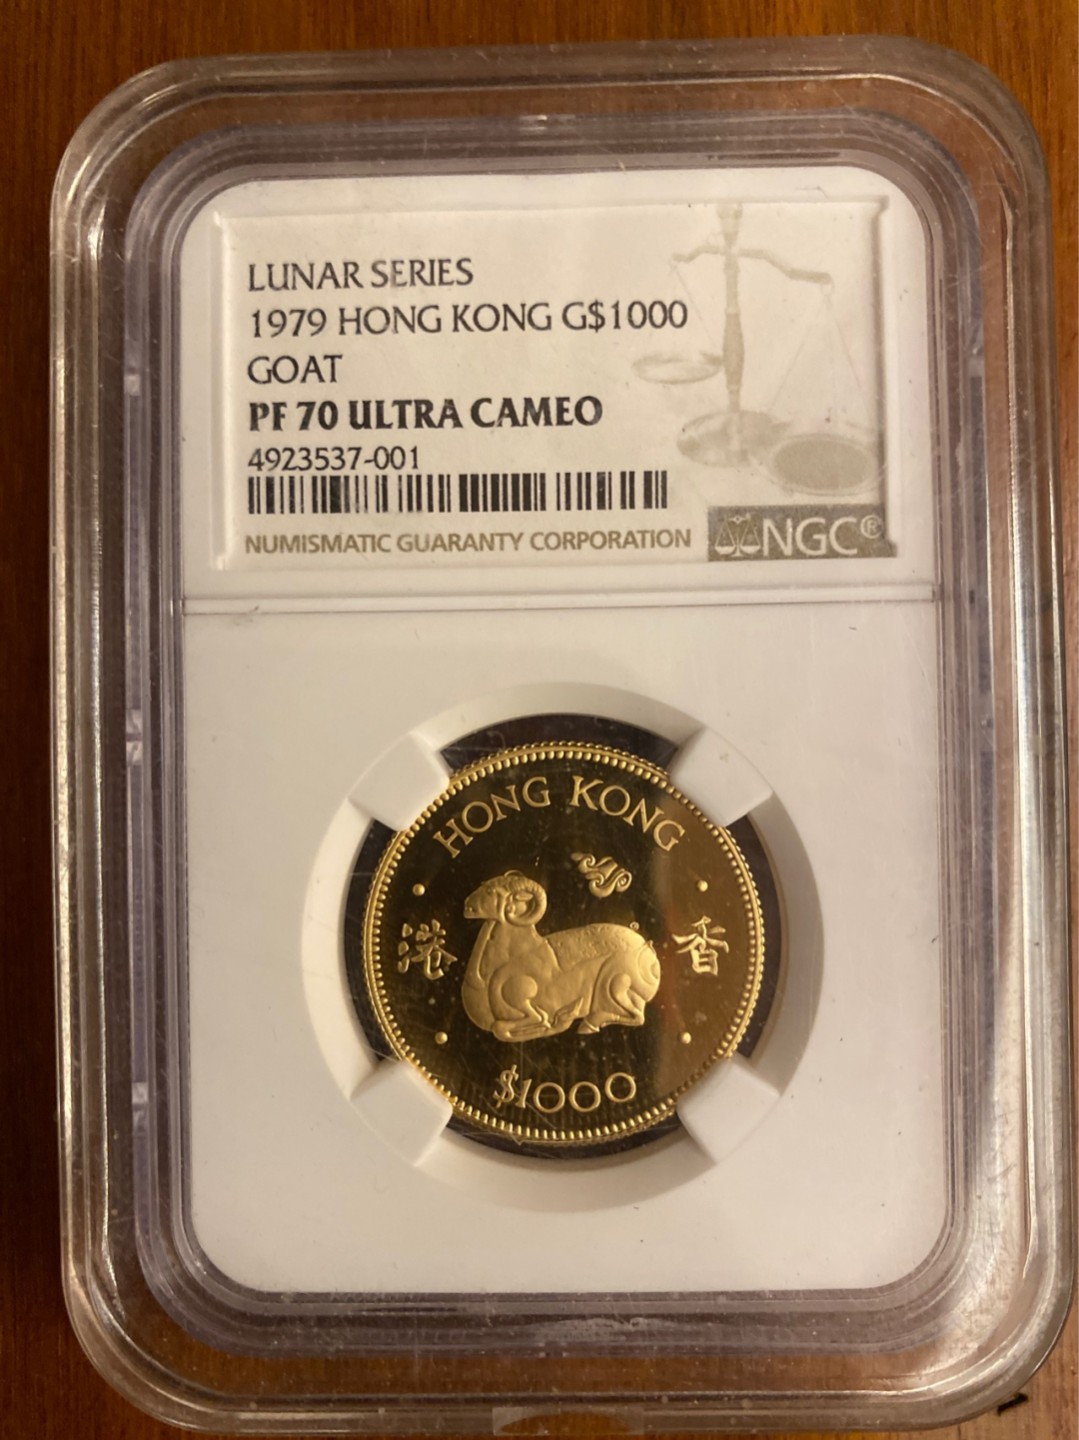 LUNAR SERIES
1979 HONG KONG G$1000
GOAT
PF 70 ULTRA CAMEO
4923537-001
NUMISMATIC GUARANTY CORPORATION
NGC®
HONG KONG
港 香
$1000